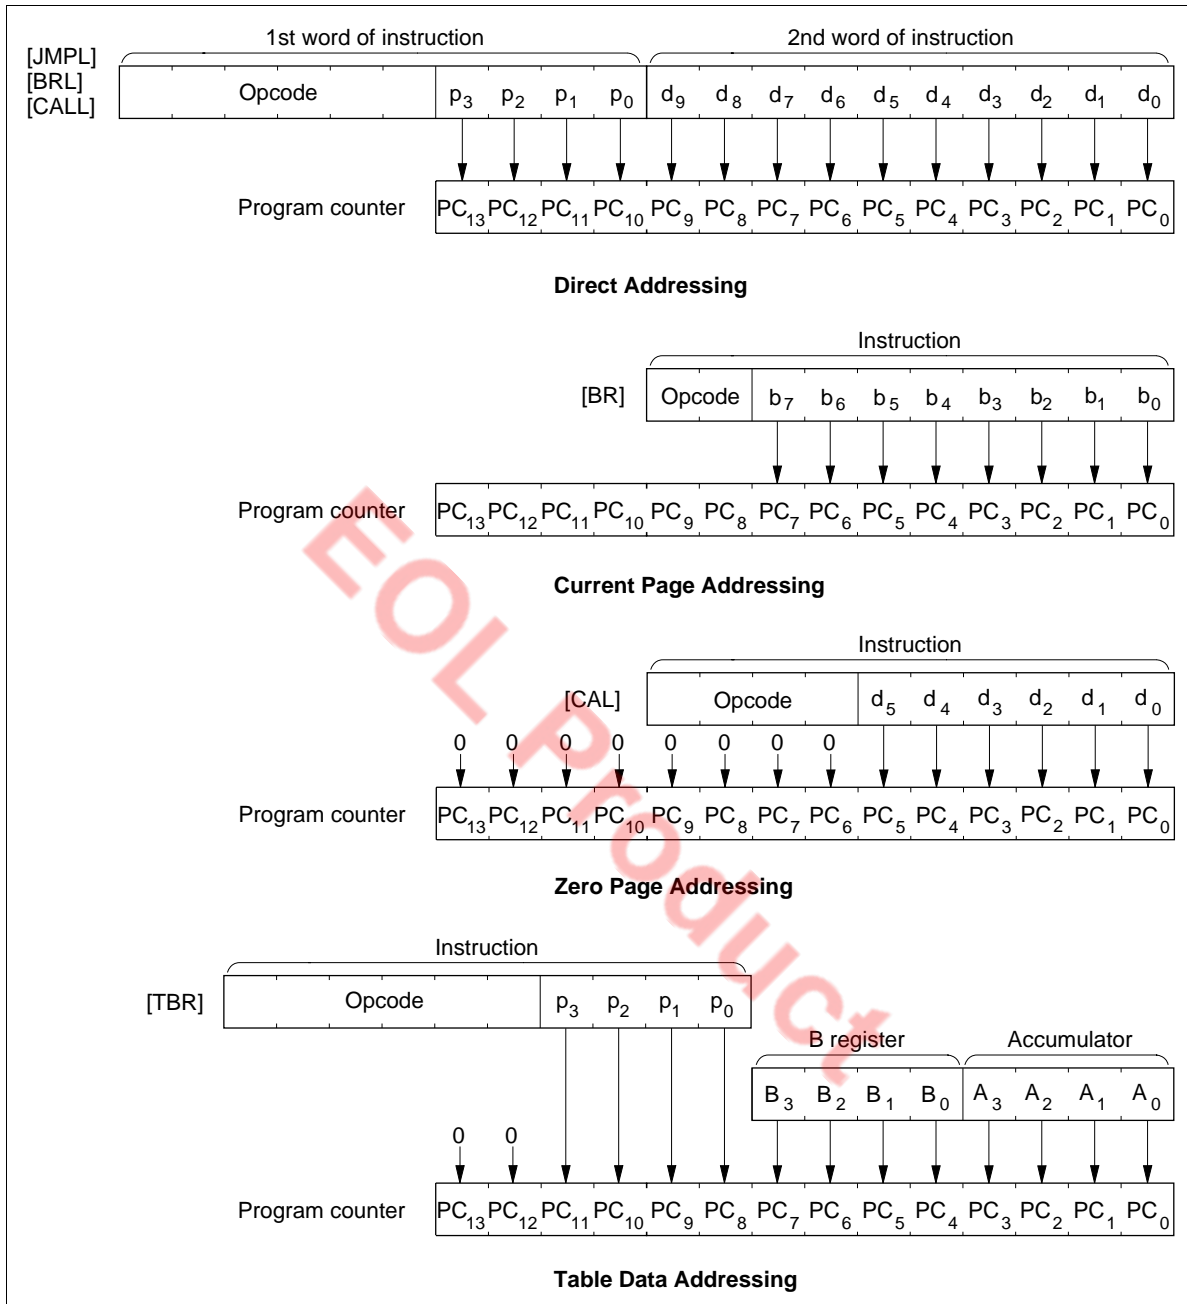 1st word of instruction 2nd word of instruction
[JMPL]
[BRL]
[CALL]
Opcode p3 p2 p1 p0 d9 d8 d7 d6 d5 d4 d3 d2 d1 d0
Program counter PC13 PC12 PC11 PC10 PC9 PC8 PC7 PC6 PC5 PC4 PC3 PC2 PC1 PC0
Direct Addressing
Instruction
[BR] Opcode b7 b6 b5 b4 b3 b2 b1 b0
Program counter PC13 PC12 PC11 PC10 PC9 PC8 PC7 PC6 PC5 PC4 PC3 PC2 PC1 PC0
Current Page Addressing
Instruction
[CAL] Opcode d5 d4 d3 d2 d1 d0
0 0 0 0 0 0 0 0
Program counter PC13 PC12 PC11 PC10 PC9 PC8 PC7 PC6 PC5 PC4 PC3 PC2 PC1 PC0
Zero Page Addressing
Instruction
[TBR] Opcode p3 p2 p1 p0
B register Accumulator
B3 B2 B1 B0 A3 A2 A1 A0
0 0
Program counter PC13 PC12 PC11 PC10 PC9 PC8 PC7 PC6 PC5 PC4 PC3 PC2 PC1 PC0
Table Data Addressing
EOL Product